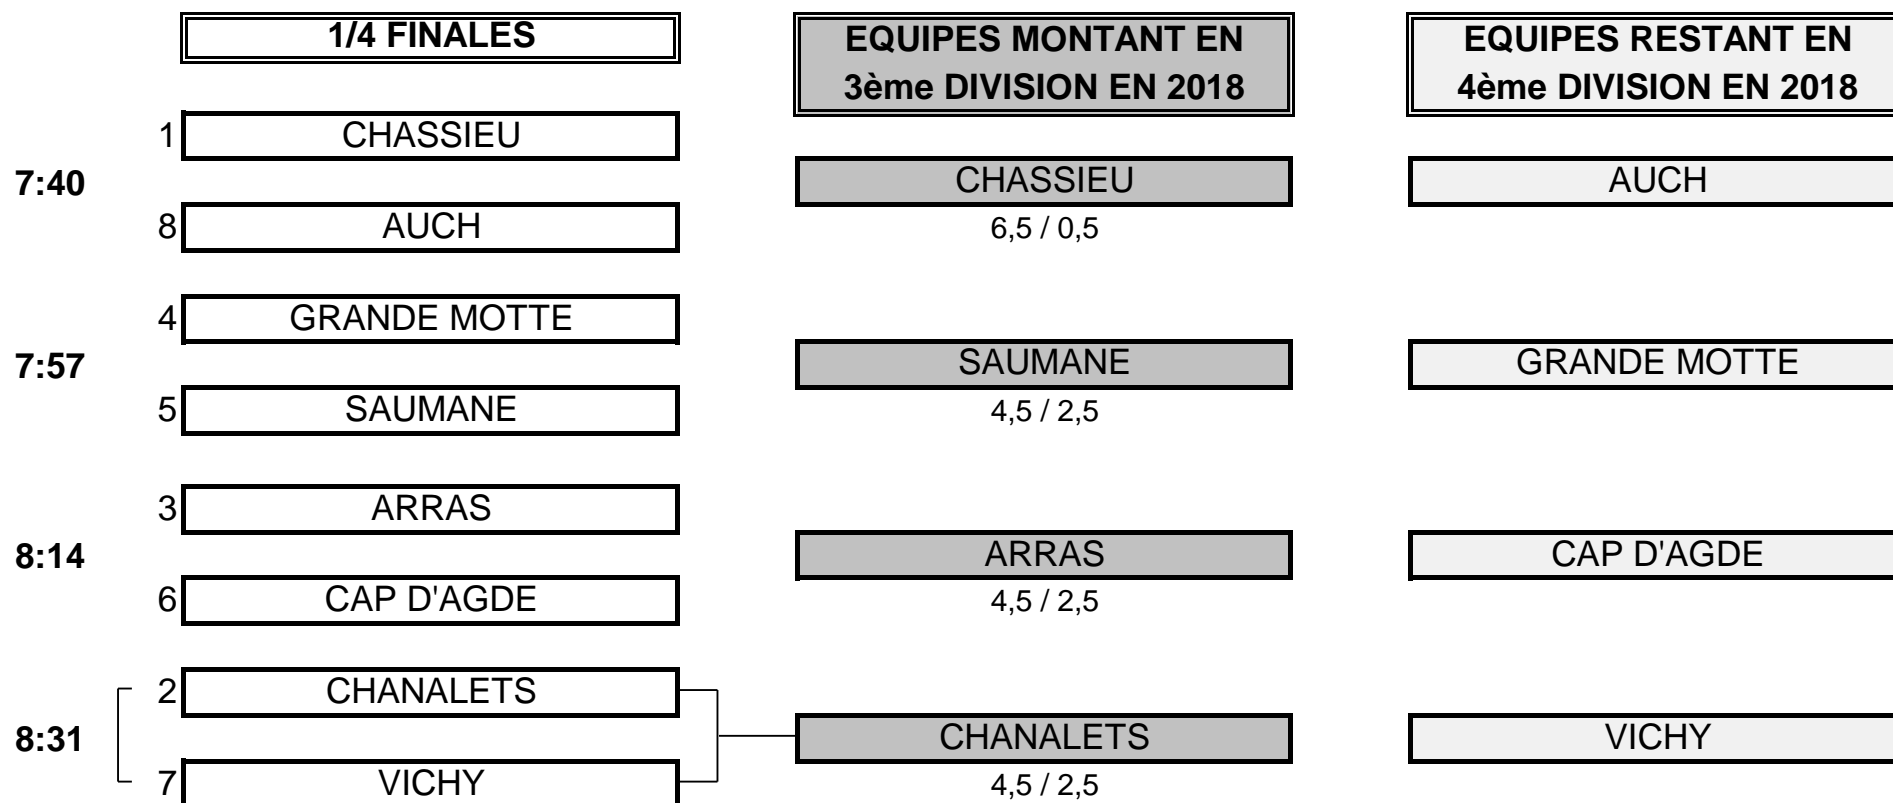 1/4 FINALES
EQUIPES MONTANT EN
3ème DIVISION EN 2018
EQUIPES RESTANT EN
4ème DIVISION EN 2018
1 CHASSIEU
7:40 CHASSIEU AUCH
8 AUCH 6,5 / 0,5
4 GRANDE MOTTE
7:57 SAUMANE GRANDE MOTTE
5 SAUMANE 4,5 / 2,5
3 ARRAS
8:14 ARRAS CAP D'AGDE
6 CAP D'AGDE 4,5 / 2,5
2 CHANALETS
8:31 CHANALETS VICHY
7 VICHY 4,5 / 2,5